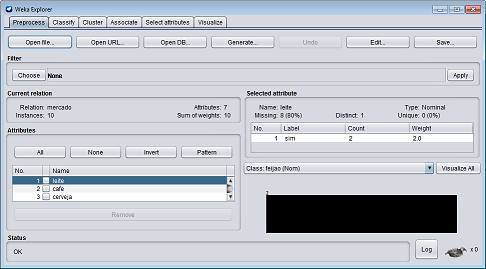 Weka Explorer
Preprocess Classify Cluster Associate Select attributes Visualize
Open file... Open URL... Open DB... Generate... Undo Edit... Save...
Filter
Choose None Apply
Current relation
Relation: mercado Attributes: 7
Instances: 10 Sum of weights: 10
Selected attribute
Name: leite Type: Nominal
Missing: 8 (80%) Distinct: 1 Unique: 0 (0%)
No. Label Count Weight
1 sim 2 2.0
Attributes
All None Invert Pattern
No. Name
1 leite
2 cafe
3 cerveja
Remove
Class: feijao (Nom) Visualize All
2
Status
OK
Log x 0